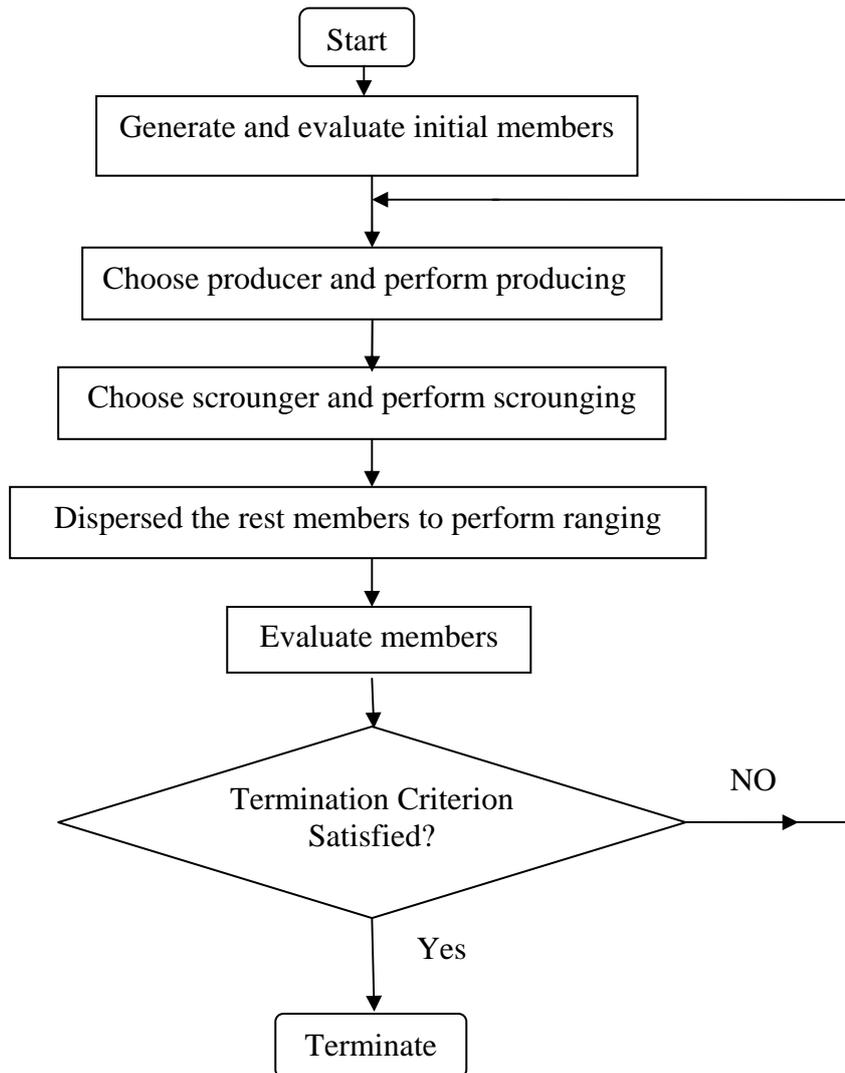 Start
Generate and evaluate initial members
Choose producer and perform producing
Choose scrounger and perform scrounging
Dispersed the rest members to perform ranging
Evaluate members
Termination Criterion
Satisfied?
NO
Yes
Terminate